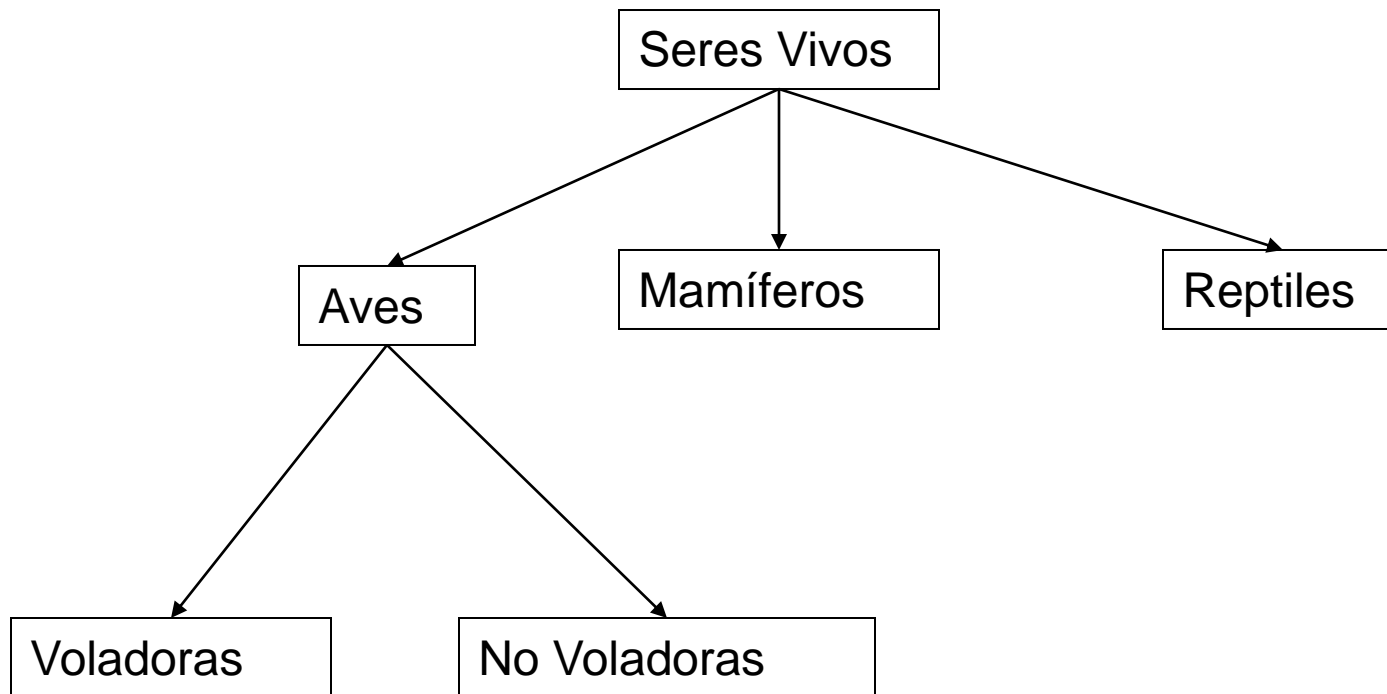 Seres Vivos
Aves
Mamíferos
Reptiles
Voladoras
No Voladoras